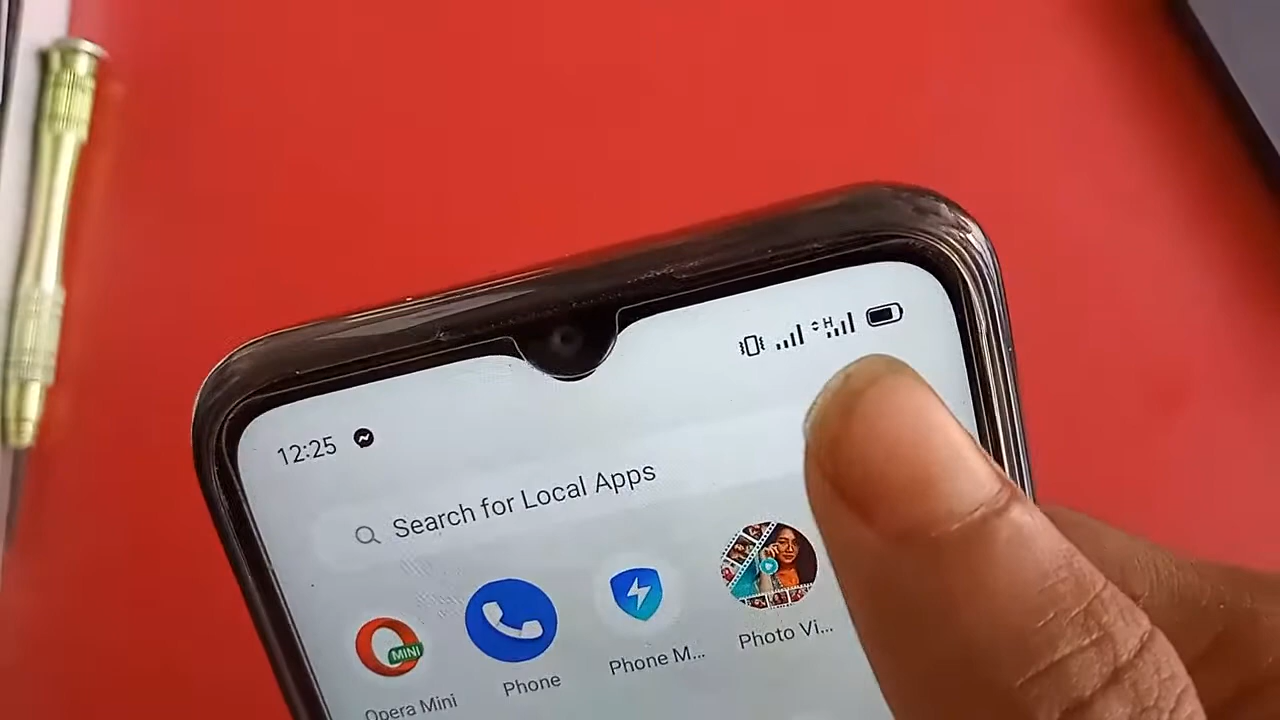 12:25
H
Search for Local Apps
MINI
Opera Mini
Phone
Phone M...
Photo Vi...